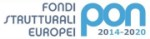 FONDI
STRUTTURALI
EUROPEI
pon
2014-2020